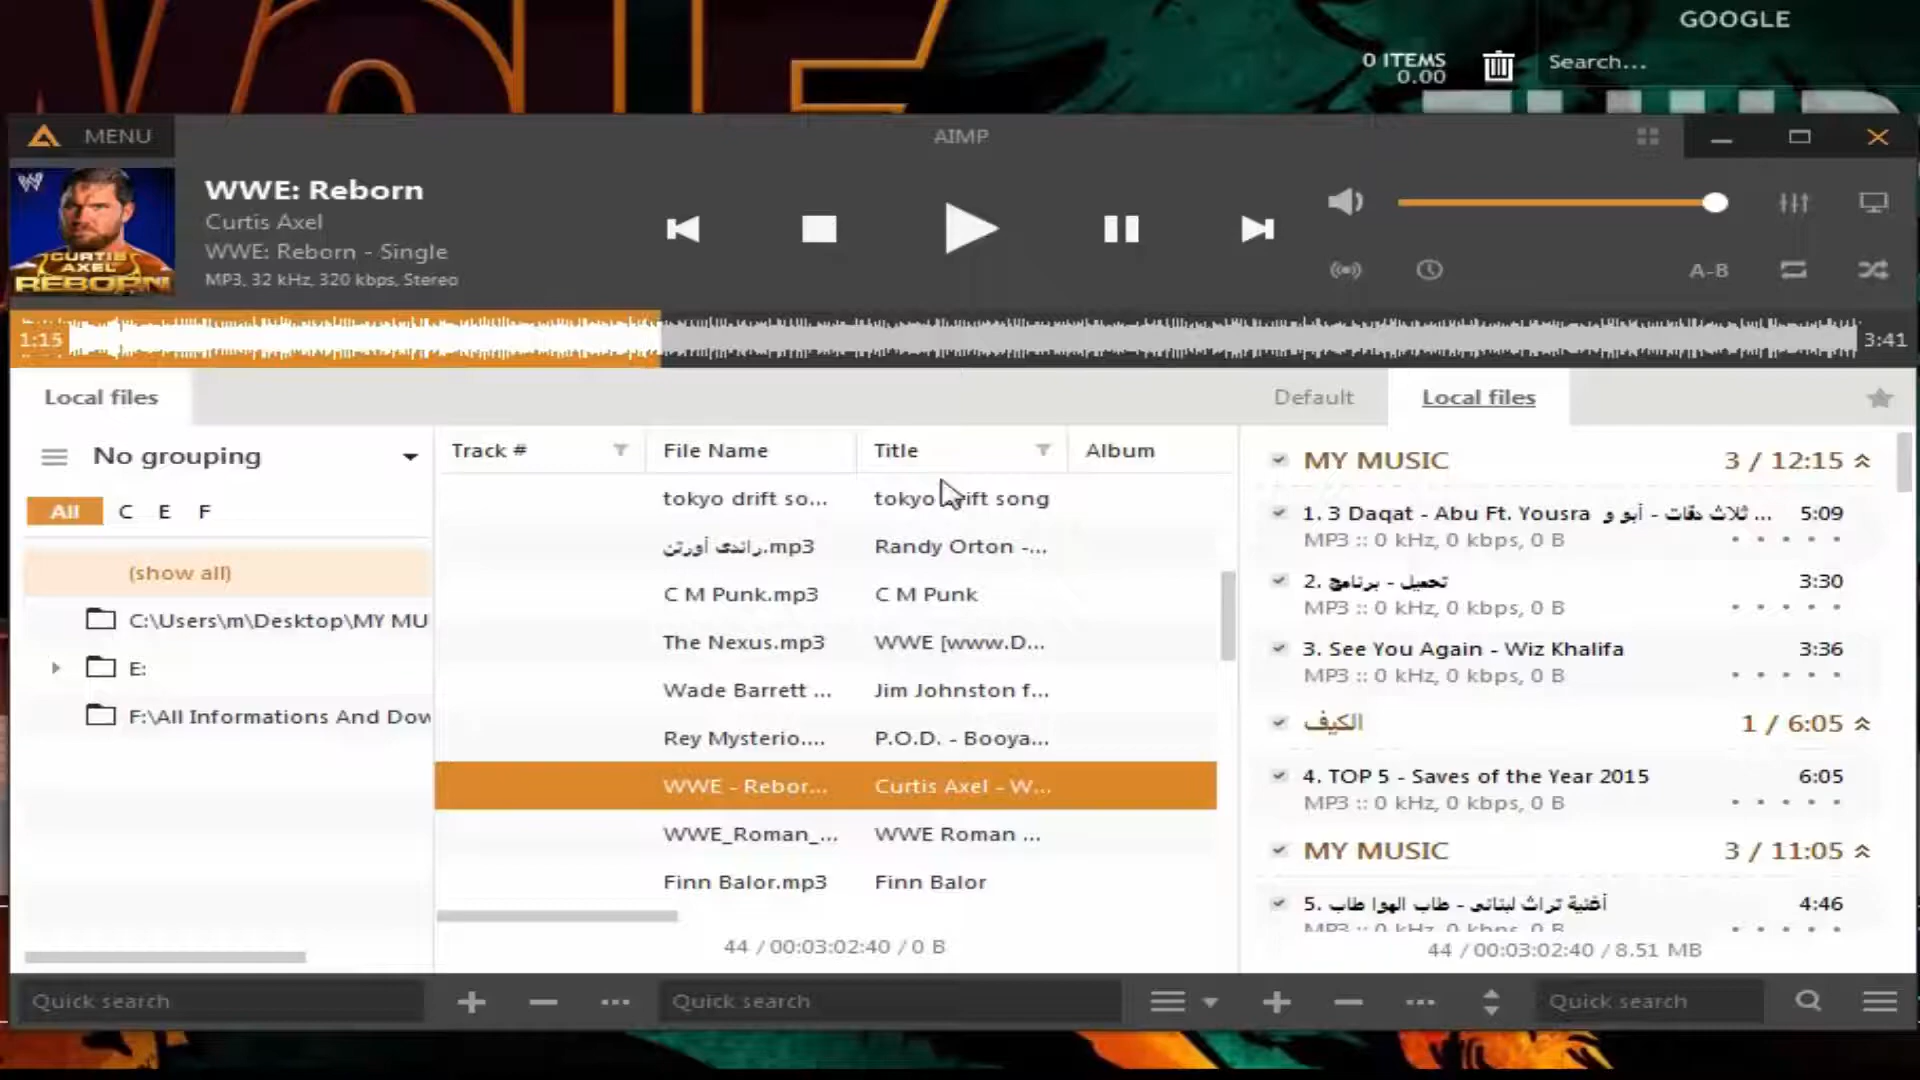 GOOGLE
0 ITEMS
0.00
Search...
MENU
AIMP
WWE: Reborn
Curtis Axel
WWE: Reborn - Single
MP3, 32 kHz, 320 kbps, Stereo
W
CURTIS
AXEL
REBORN
A-B
1:15
3:41
Local files
Default
Local files
No grouping
All C E F
(show all)
C:\Users\m\Desktop\MY MU
E:
F:\All Informations And Dow
Track # File Name Title Album
tokyo drift so... tokyo drift song
راندى أورتن.mp3 Randy Orton -...
C M Punk.mp3 C M Punk
The Nexus.mp3 WWE [www.D...
Wade Barrett ... Jim Johnston f...
Rey Mysterio.... P.O.D. - Booya...
WWE - Rebor... Curtis Axel - W...
WWE_Roman_... WWE Roman ...
Finn Balor.mp3 Finn Balor
44 / 00:03:02:40 / 0 B
MY MUSIC 3 / 12:15
1. 3 Daqat - Abu Ft. Yousra ثلاث دقات - أبو و ... 5:09
MP3 :: 0 kHz, 0 kbps, 0 B
2. تحميل - برنامج 3:30
MP3 :: 0 kHz, 0 kbps, 0 B
3. See You Again - Wiz Khalifa 3:36
MP3 :: 0 kHz, 0 kbps, 0 B
الكيف 1 / 6:05
4. TOP 5 - Saves of the Year 2015 6:05
MP3 :: 0 kHz, 0 kbps, 0 B
MY MUSIC 3 / 11:05
5. أغنية تراث لبنانى - طاب الهوا طاب 4:46
MP3 :: 0 kHz, 0 kbps, 0 B
44 / 00:03:02:40 / 8.51 MB
Quick search
Quick search
Quick search